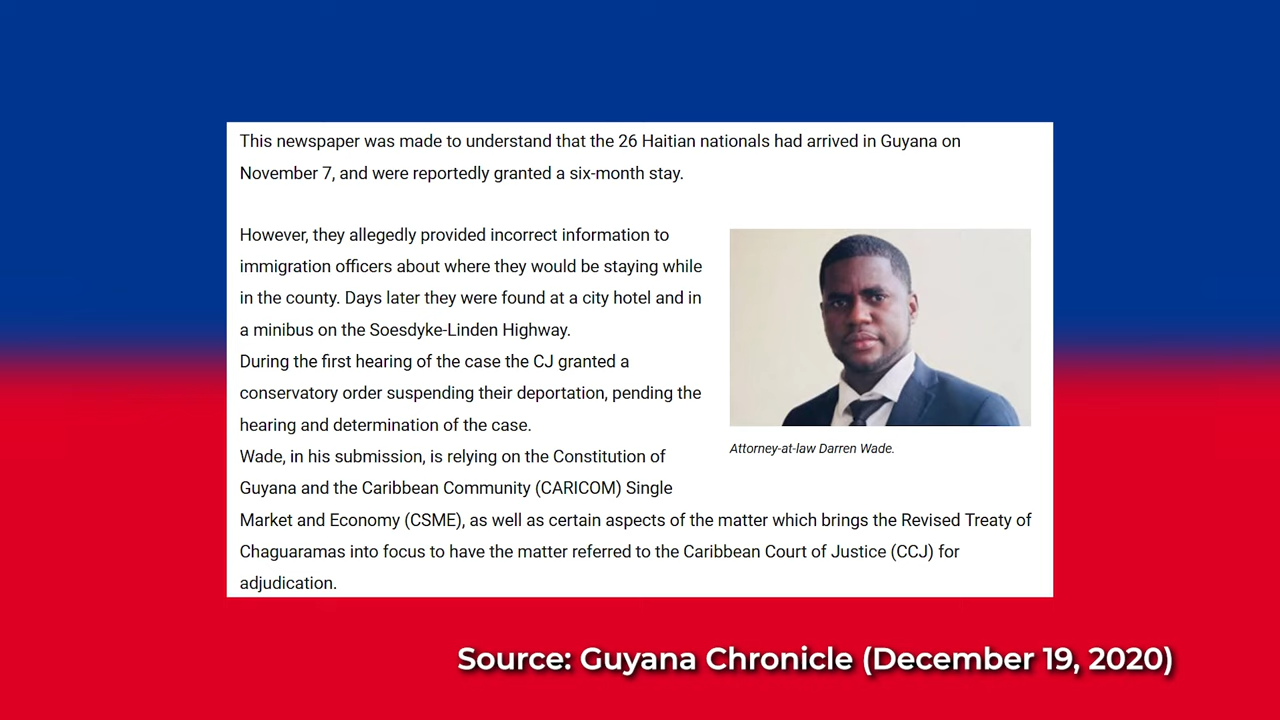 This newspaper was made to understand that the 26 Haitian nationals had arrived in Guyana on
November 7, and were reportedly granted a six-month stay.
However, they allegedly provided incorrect information to
immigration officers about where they would be staying while
in the county. Days later they were found at a city hotel and in
a minibus on the Soesdyke-Linden Highway.
During the first hearing of the case the CJ granted a
conservatory order suspending their deportation, pending the
hearing and determination of the case.
Wade, in his submission, is relying on the Constitution of
Guyana and the Caribbean Community (CARICOM) Single
Market and Economy (CSME), as well as certain aspects of the matter which brings the Revised Treaty of
Chaguaramas into focus to have the matter referred to the Caribbean Court of Justice (CCJ) for
adjudication.
Attorney-at-law Darren Wade.
Source: Guyana Chronicle (December 19, 2020)